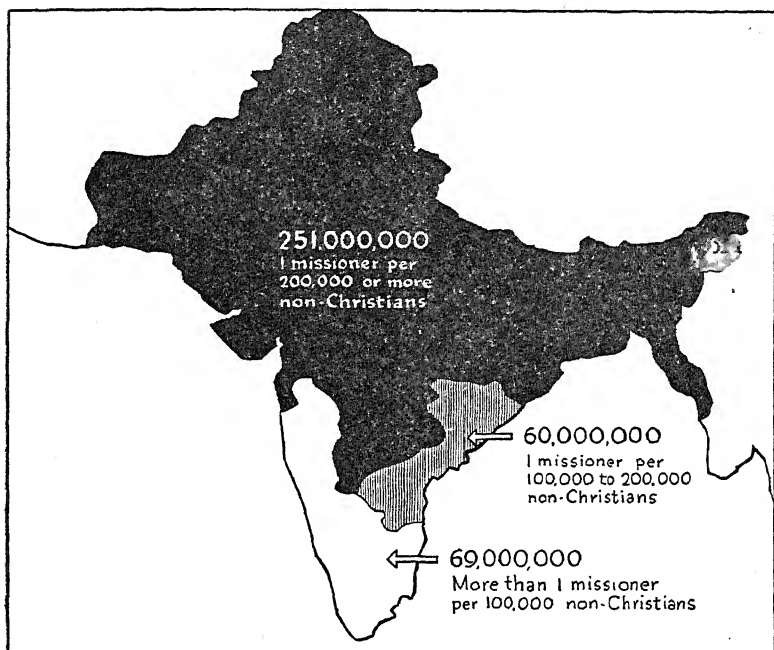 251,000,000
1 missioner per
200,000 or more
non-Christians
60,000,000
1 missioner per
100,000 to 200,000
non-Christians
69,000,000
More than 1 missioner
per 100,000 non-Christians